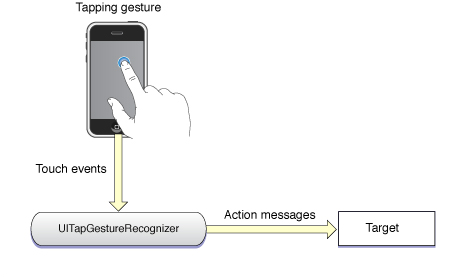 Tapping gesture
Touch events
UITapGestureRecognizer
Action messages
Target